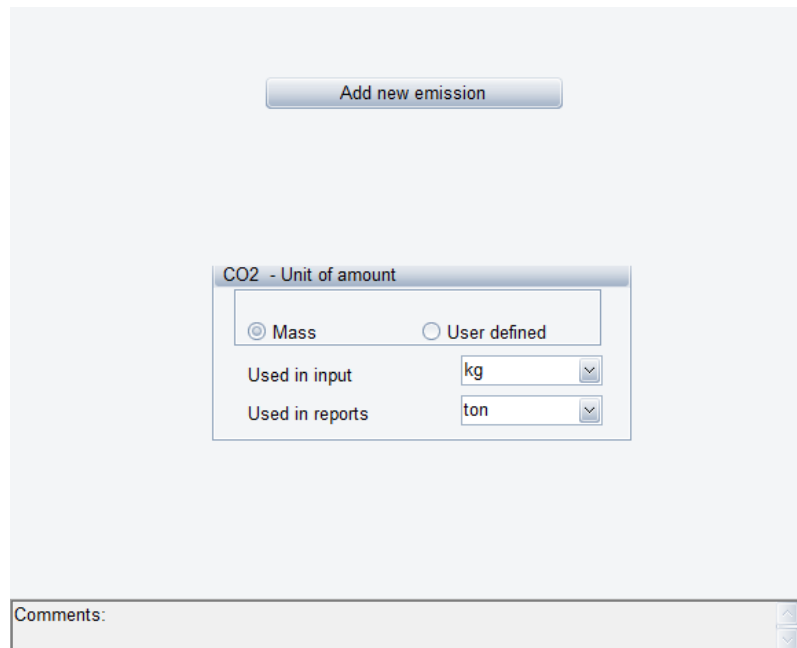 Add new emission
CO2 - Unit of amount
Mass User defined
Used in input kg
Used in reports ton
Comments: